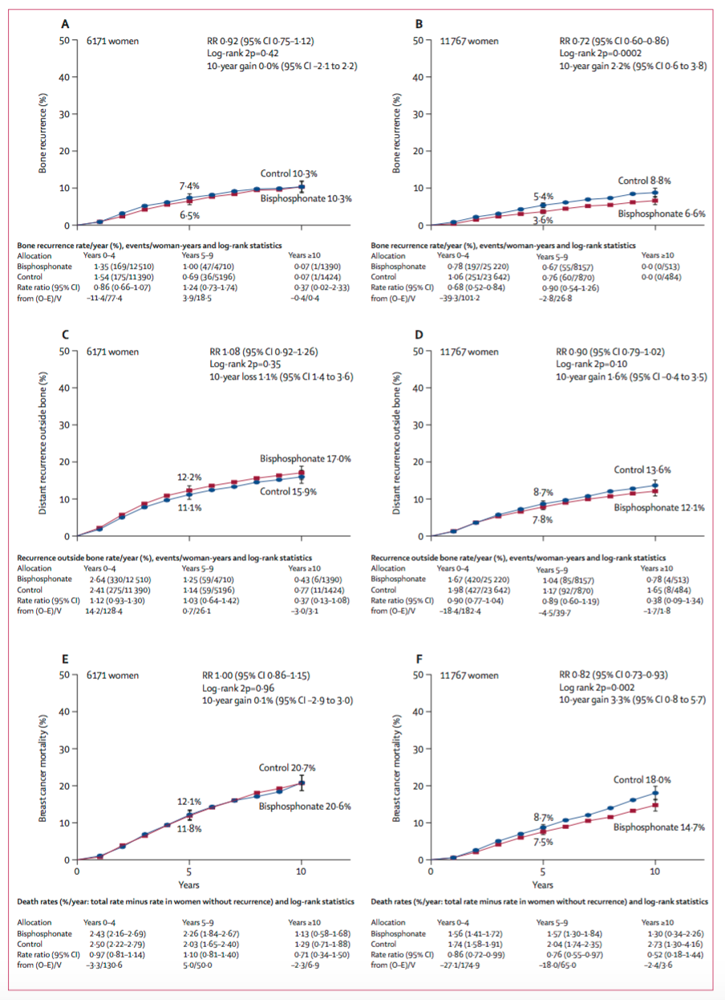 A
6171 women
RR 0·92 (95% CI 0·75–1·12)
Log-rank 2p=0·42
10-year gain 0·0% (95% CI –2·1 to 2·2)
50
40
30
20
10
0
Bone recurrence (%)
7·4%
6·5%
Control 10·3%
Bisphosphonate 10·3%
Bone recurrence rate/year (%), events/woman-years and log-rank statistics
Allocation Years 0–4 Years 5–9 Years ≥10
Bisphosphonate 1·35 (169/12 510) 1·00 (47/4710) 0·07 (1/1390)
Control 1·54 (175/11 390) 0·69 (36/5196) 0·07 (1/1424)
Rate ratio (95% CI) 0·86 (0·66–1·07) 1·24 (0·73–1·74) 0·37 (0·02–2·33)
from (O–E)/V –11·4/77·4 3·9/18·5 –0·4/0·4
B
11 767 women
RR 0·72 (95% CI 0·60–0·86)
Log-rank 2p=0·0002
10-year gain 2·2% (95% CI 0·6 to 3·8)
50
40
30
20
10
0
Bone recurrence (%)
5·4%
3·6%
Control 8·8%
Bisphosphonate 6·6%
Bone recurrence rate/year (%), events/woman-years and log-rank statistics
Allocation Years 0–4 Years 5–9 Years ≥10
Bisphosphonate 0·78 (197/25 220) 0·67 (55/8157) 0·0 (0/513)
Control 1·06 (251/23 642) 0·76 (60/7870) 0·0 (0/484)
Rate ratio (95% CI) 0·68 (0·52–0·84) 0·90 (0·54–1·26)
from (O–E)/V –39·3/101·2 –2·8/26·8
C
6171 women
RR 1·08 (95% CI 0·92–1·26)
Log-rank 2p=0·35
10-year loss 1·1% (95% CI 1·4 to 3·6)
50
40
30
20
10
0
Distant recurrence outside bone (%)
12·2%
11·1%
Bisphosphonate 17·0%
Control 15·9%
Recurrence outside bone rate/year (%), events/woman-years and log-rank statistics
Allocation Years 0–4 Years 5–9 Years ≥10
Bisphosphonate 2·64 (330/12 510) 1·25 (59/4710) 0·43 (6/1390)
Control 2·41 (275/11 390) 1·14 (59/5196) 0·77 (11/1424)
Rate ratio (95% CI) 1·12 (0·93–1·30) 1·03 (0·64–1·42) 0·37 (0·13–1·08)
from (O–E)/V 14·2/128·4 0·7/26·1 –3·0/3·1
D
11 767 women
RR 0·90 (95% CI 0·79–1·02)
Log-rank 2p=0·10
10-year gain 1·6% (95% CI –0·4 to 3·5)
50
40
30
20
10
0
Distant recurrence outside bone (%)
8·7%
7·8%
Control 13·6%
Bisphosphonate 12·1%
Recurrence outside bone rate/year (%), events/woman-years and log-rank statistics
Allocation Years 0–4 Years 5–9 Years ≥10
Bisphosphonate 1·67 (420/25 220) 1·04 (85/8157) 0·78 (4/513)
Control 1·98 (427/23 642) 1·17 (92/7870) 1·65 (8/484)
Rate ratio (95% CI) 0·90 (0·77–1·04) 0·89 (0·60–1·19) 0·38 (0·09–1·34)
from (O–E)/V –18·4/182·4 –4·5/39·7 –1·7/1·8
E
6171 women
RR 1·00 (95% CI 0·86–1·15)
Log-rank 2p=0·96
10-year gain 0·1% (95% CI –2·9 to 3·0)
50
40
30
20
10
0
Breast cancer mortality (%)
12·1%
11·8%
Control 20·7%
Bisphosphonate 20·6%
0 5 10
Years
Death rates (%/year: total rate minus rate in women without recurrence) and log-rank statistics
Allocation Years 0–4 Years 5–9 Years ≥10
Bisphosphonate 2·43 (2·16–2·69) 2·26 (1·84–2·67) 1·13 (0·58–1·68)
Control 2·50 (2·22–2·79) 2·03 (1·65–2·40) 1·29 (0·71–1·88)
Rate ratio (95% CI) 0·97 (0·81–1·14) 1·10 (0·81–1·40) 0·71 (0·34–1·50)
from (O–E)/V –3·3/130·6 5·0/50·0 –2·3/6·9
F
11 767 women
RR 0·82 (95% CI 0·73–0·93)
Log rank 2p=0·002
10-year gain 3·3% (95% CI 0·8 to 5·7)
50
40
30
20
10
0
Breast cancer mortality (%)
8·7%
7·5%
Control 18·0%
Bisphosphonate 14·7%
0 5 10
Years
Death rates (%/year: total rate minus rate in women without recurrence) and log-rank statistics
Allocation Years 0–4 Years 5–9 Years ≥10
Bisphosphonate 1·56 (1·41–1·72) 1·57 (1·30–1·84) 1·30 (0·34–2·26)
Control 1·74 (1·58–1·91) 2·04 (1·74–2·35) 2·73 (1·30–4·16)
Rate ratio (95% CI) 0·86 (0·72–0·99) 0·76 (0·55–0·97) 0·52 (0·18–1·44)
from (O–E)/V –27·1/174·9 –18·0/65·0 –2·4/3·6